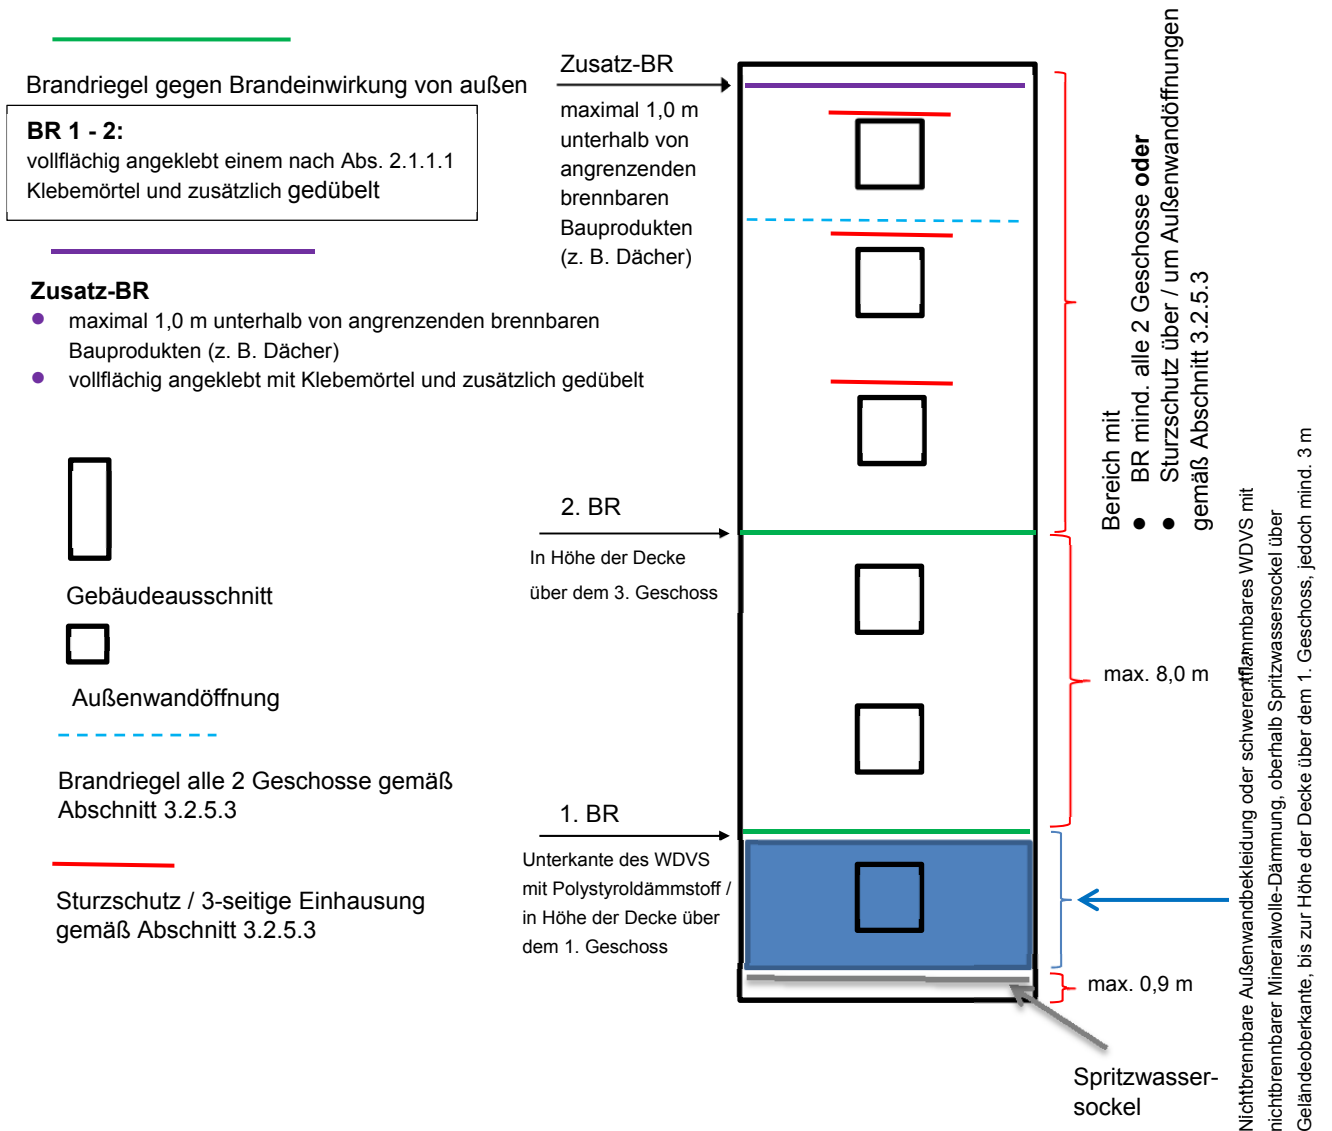 Brandriegel gegen Brandeinwirkung von außen
BR 1 - 2:
vollflächig angeklebt einem nach Abs. 2.1.1.1
Klebemörtel und zusätzlich gedübelt
Zusatz-BR
● maximal 1,0 m unterhalb von angrenzenden brennbaren
Bauprodukten (z. B. Dächer)
● vollflächig angeklebt mit Klebemörtel und zusätzlich gedübelt
Gebäudeausschnitt
Außenwandöffnung
Brandriegel alle 2 Geschosse gemäß
Abschnitt 3.2.5.3
Sturzschutz / 3-seitige Einhausung
gemäß Abschnitt 3.2.5.3
Zusatz-BR
maximal 1,0 m
unterhalb von
angrenzenden
brennbaren
Bauprodukten
(z. B. Dächer)
2. BR
In Höhe der Decke
über dem 3. Geschoss
1. BR
Unterkante des WDVS
mit Polystyroldämmstoff /
in Höhe der Decke über
dem 1. Geschoss
Bereich mit
● BR mind. alle 2 Geschosse oder
● Sturzschutz über / um Außenwandöffnungen
gemäß Abschnitt 3.2.5.3
max. 8,0 m
max. 0,9 m
Spritzwasser-
sockel
Nichtbrennbare Außenwandbekleidung oder schwerentflammbares WDVS mit
nichtbrennbarer Mineralwolle-Dämmung, oberhalb Spritzwassersockel über
Geländeoberkante, bis zur Höhe der Decke über dem 1. Geschoss, jedoch mind. 3 m